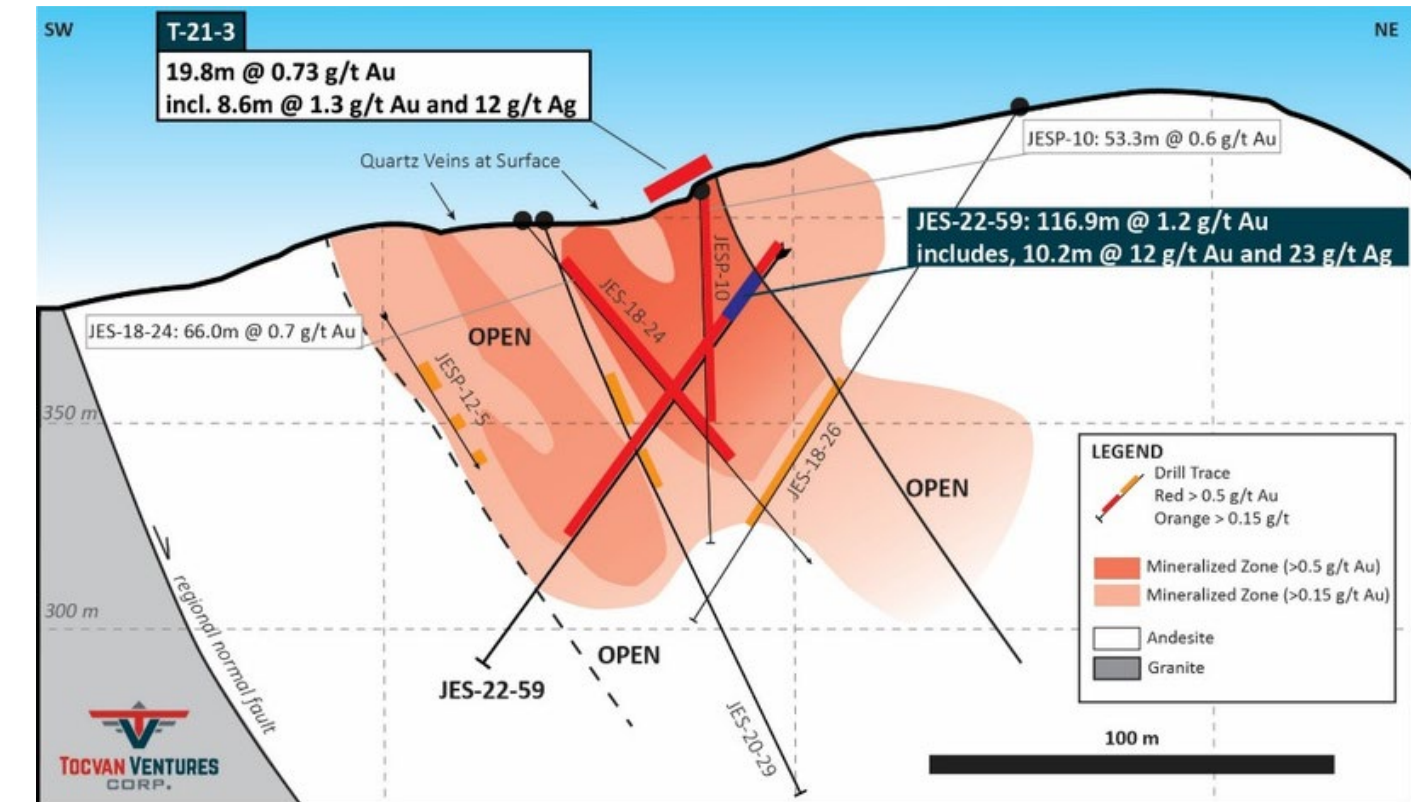 SW
NE
T-21-3
19.8m @ 0.73 g/t Au
incl. 8.6m @ 1.3 g/t Au and 12 g/t Ag
Quartz Veins at Surface
JESP-10: 53.3m @ 0.6 g/t Au
JES-22-59: 116.9m @ 1.2 g/t Au
includes, 10.2m @ 12 g/t Au and 23 g/t Ag
JESP-10
JES-18-24
JES-18-24: 66.0m @ 0.7 g/t Au
OPEN
JESP-12-5
350 m
JES-18-26
OPEN
LEGEND
Drill Trace
Red > 0.5 g/t Au
Orange > 0.15 g/t
Mineralized Zone (>0.5 g/t Au)
Mineralized Zone (>0.15 g/t Au)
Andesite
Granite
300 m
regional normal fault
OPEN
JES-22-59
JES-20-29
100 m
TOCVAN VENTURES
CORP.